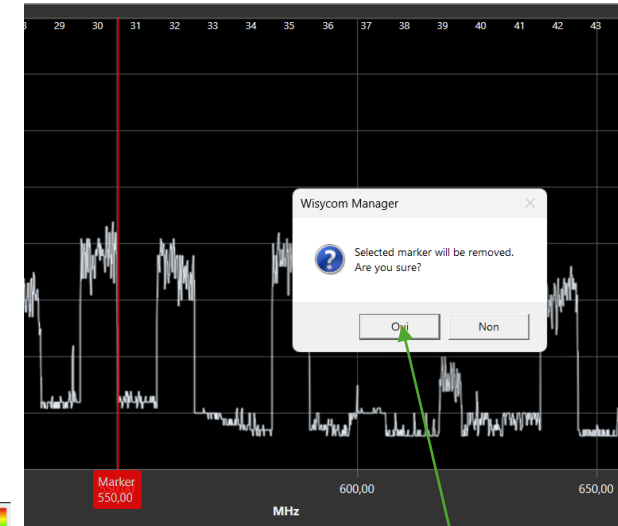 29 30 31 32 33 34 35 36 37 38 39 40 41 42 43
Wisycom Manager
Selected marker will be removed.
Are you sure?
Oui Non
Marker
550,00
600,00 650,00
MHz